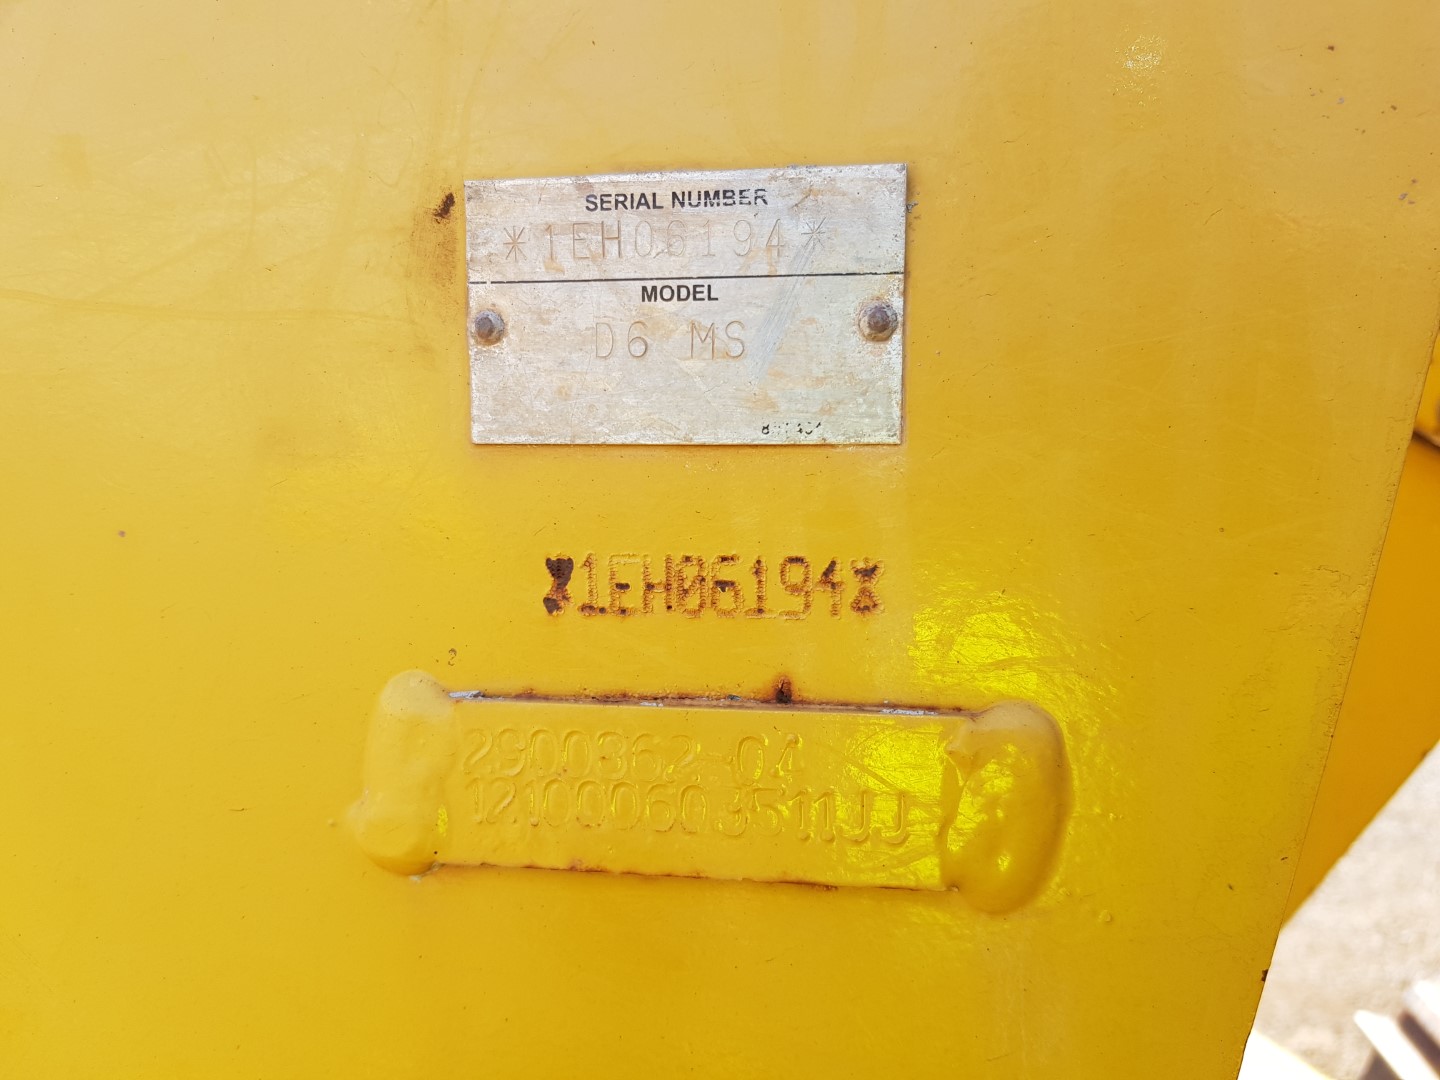 SERIAL NUMBER
*1EH06194*
MODEL
D6 MS
*1EH06194*
2900362-04
121000603511JJ